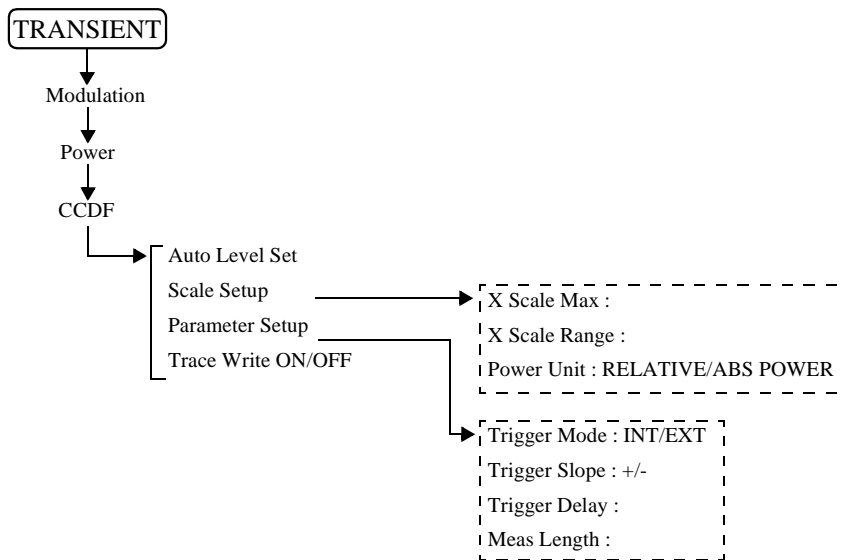 TRANSIENT
Modulation
Power
CCDF
Auto Level Set
Scale Setup
Parameter Setup
Trace Write ON/OFF
X Scale Max :
X Scale Range :
Power Unit : RELATIVE/ABS POWER
Trigger Mode : INT/EXT
Trigger Slope : +/-
Trigger Delay :
Meas Length :